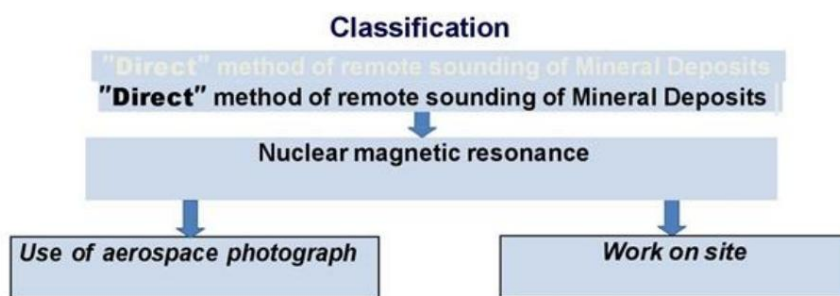 Classification
"Direct" method of remote sounding of Mineral Deposits
"Direct" method of remote sounding of Mineral Deposits
Nuclear magnetic resonance
Use of aerospace photograph
Work on site